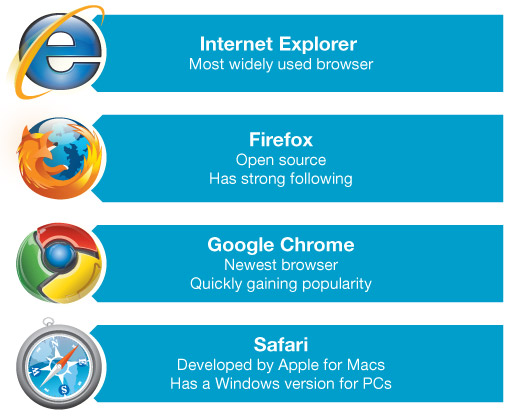 Internet Explorer
Most widely used browser
Firefox
Open source
Has strong following
Google Chrome
Newest browser
Quickly gaining popularity
Safari
Developed by Apple for Macs
Has a Windows version for PCs